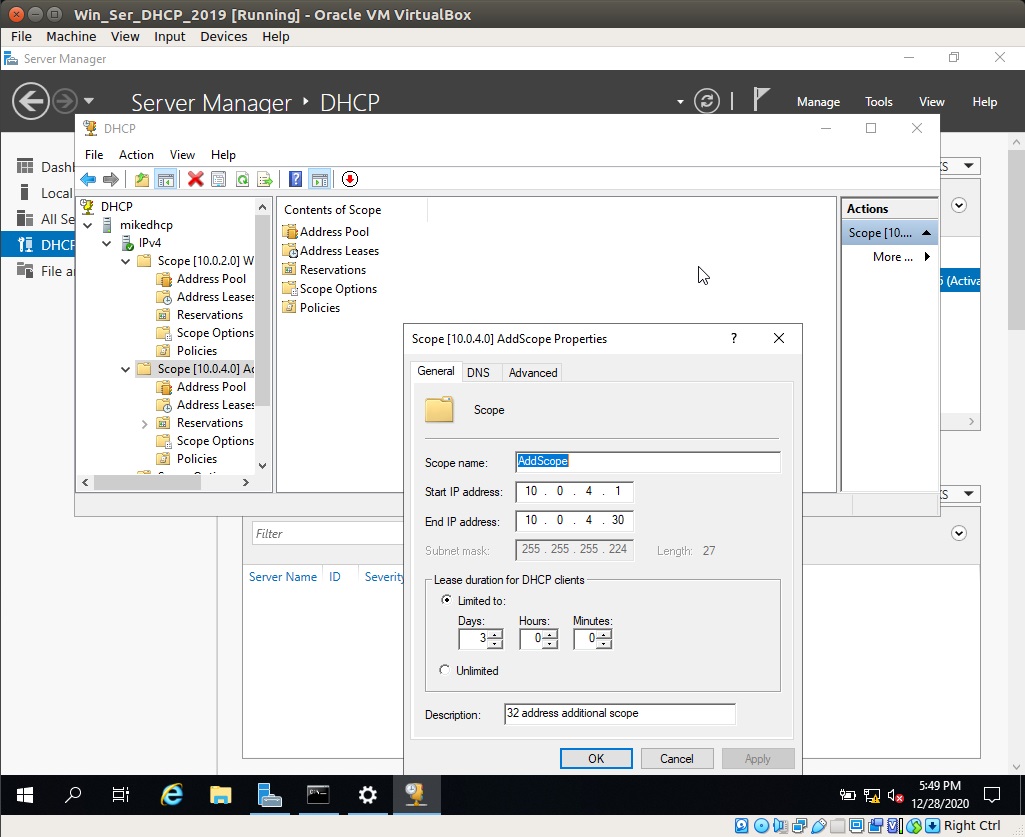 Win_Ser_DHCP_2019 [Running] - Oracle VM VirtualBox
File Machine View Input Devices Help
Server Manager
Server Manager DHCP
Manage Tools View Help
DHCP
File Action View Help
Dash
Local
All Se
DHCP
File a
DHCP
mikedhcp
IPv4
Scope [10.0.2.0] W
Address Pool
Address Leases
Reservations
Scope Options
Policies
Scope [10.0.4.0] Ad
Address Pool
Address Leases
Reservations
Scope Options
Policies
Contents of Scope
Address Pool
Address Leases
Reservations
Scope Options
Policies
Actions
Scope [10....
More ...
KS
(Activa
KS
Filter
Server Name ID Severity
Scope [10.0.4.0] AddScope Properties
? 
General DNS Advanced
Scope
Scope name: AddScope
Start IP address: 10 . 0 . 4 . 1
End IP address: 10 . 0 . 4 . 30
Subnet mask: 255 . 255 . 255 . 224 Length: 27
Lease duration for DHCP clients
Limited to:
Days: Hours: Minutes:
3 0 0
Unlimited
Description: 32 address additional scope
OK Cancel Apply
5:49 PM
12/28/2020
Right Ctrl